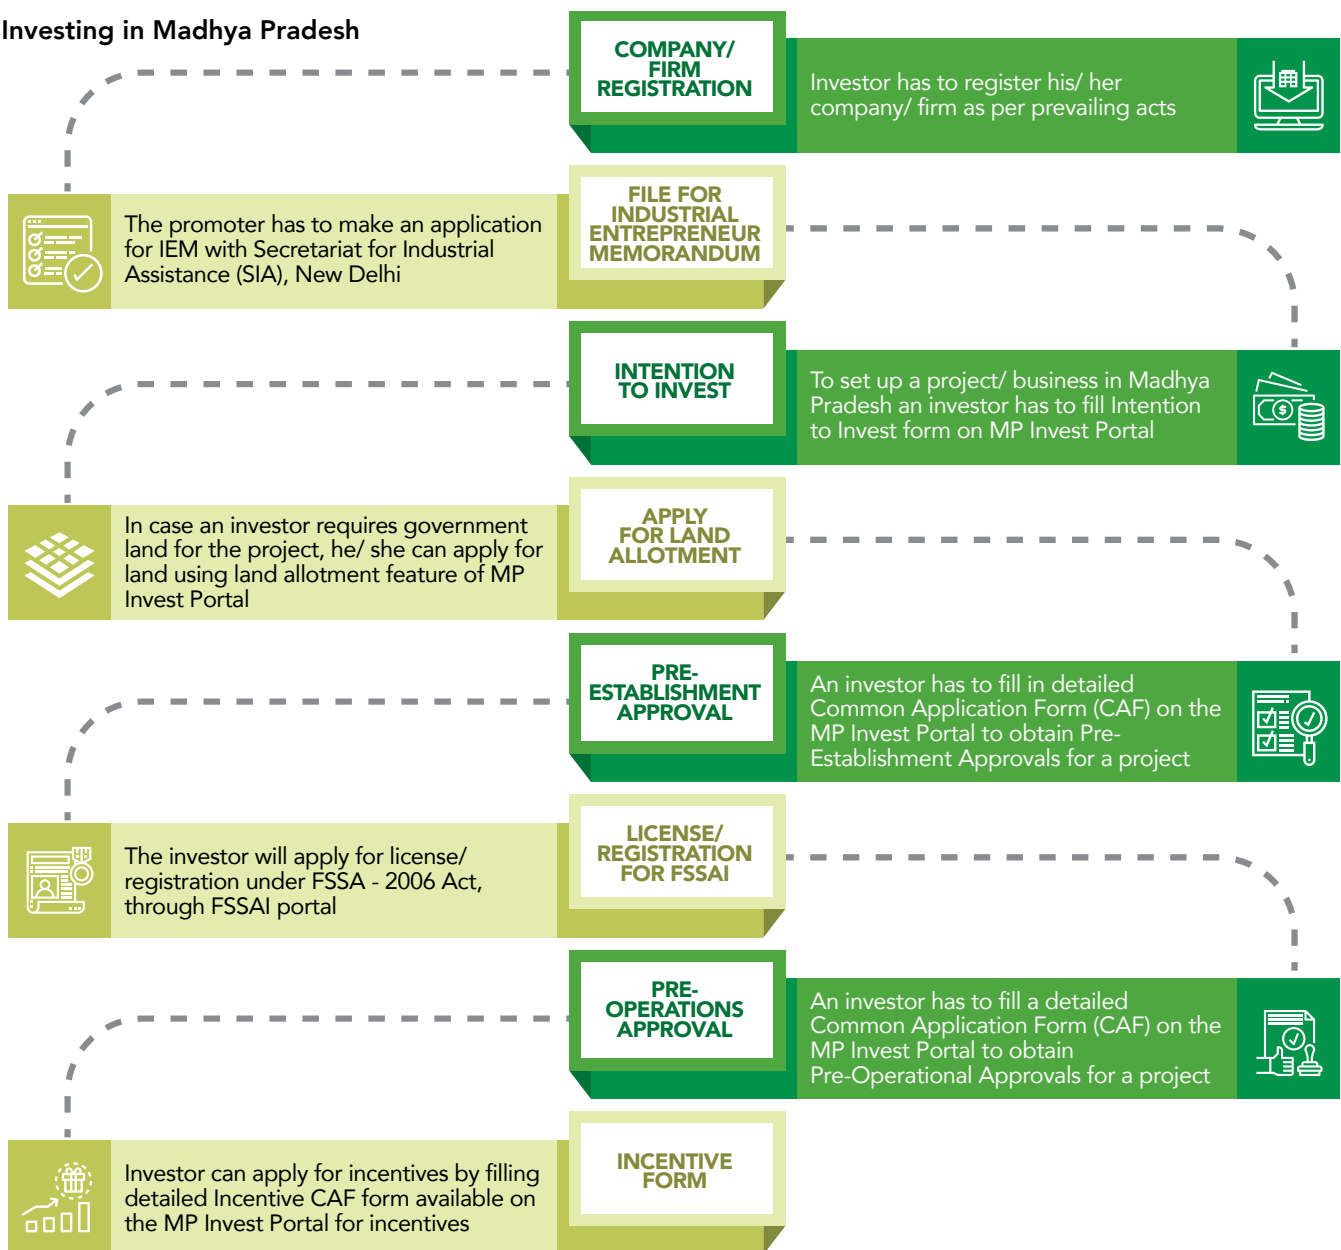 Investing in Madhya Pradesh
COMPANY/
FIRM
REGISTRATION
Investor has to register his/ her
company/ firm as per prevailing acts
FILE FOR
INDUSTRIAL
ENTREPRENEUR
MEMORANDUM
The promoter has to make an application
for IEM with Secretariat for Industrial
Assistance (SIA), New Delhi
INTENTION
TO INVEST
To set up a project/ business in Madhya
Pradesh an investor has to fill Intention
to Invest form on MP Invest Portal
APPLY
FOR LAND
ALLOTMENT
In case an investor requires government
land for the project, he/ she can apply for
land using land allotment feature of MP
Invest Portal
PRE-
ESTABLISHMENT
APPROVAL
An investor has to fill in detailed
Common Application Form (CAF) on the
MP Invest Portal to obtain Pre-
Establishment Approvals for a project
LICENSE/
REGISTRATION
FOR FSSAI
The investor will apply for license/
registration under FSSA - 2006 Act,
through FSSAI portal
PRE-
OPERATIONS
APPROVAL
An investor has to fill a detailed
Common Application Form (CAF) on the
MP Invest Portal to obtain
Pre-Operational Approvals for a project
INCENTIVE
FORM
Investor can apply for incentives by filling
detailed Incentive CAF form available on
the MP Invest Portal for incentives